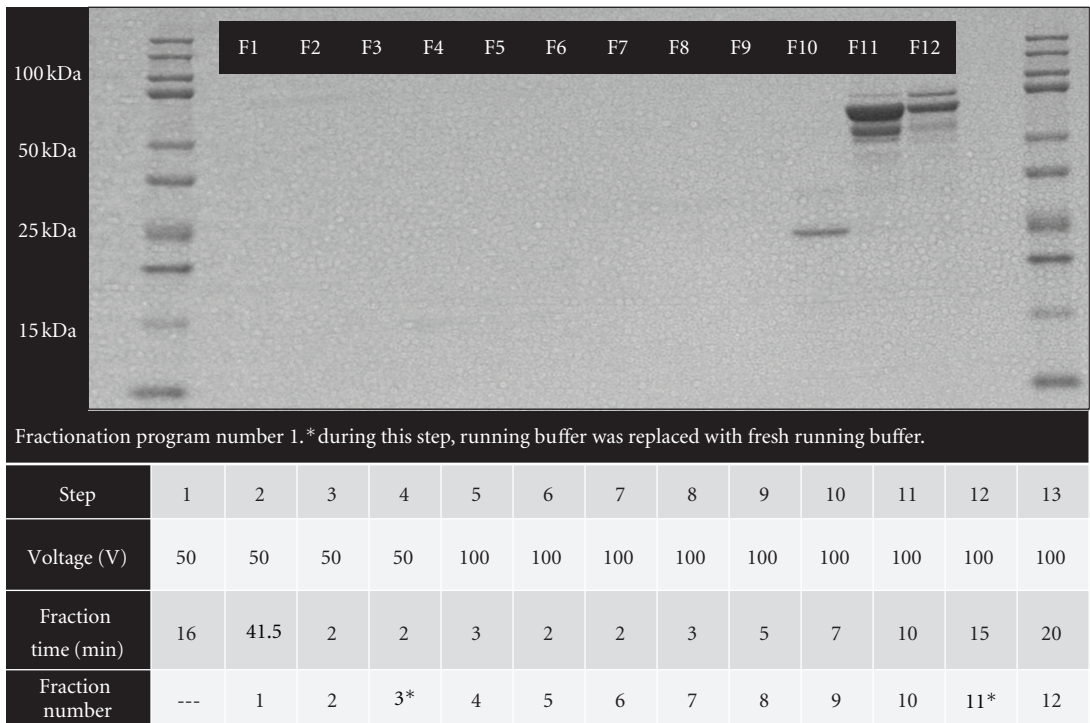 F1 F2 F3 F4 F5 F6 F7 F8 F9 F10 F11 F12
100 kDa
50 kDa
25 kDa
15 kDa
Fractionation program number 1.* during this step, running buffer was replaced with fresh running buffer.
Step 1 2 3 4 5 6 7 8 9 10 11 12 13
Voltage (V) 50 50 50 50 100 100 100 100 100 100 100 100 100
Fraction
time (min) 16 41.5 2 2 3 2 2 3 5 7 10 15 20
Fraction
number --- 1 2 3* 4 5 6 7 8 9 10 11* 12